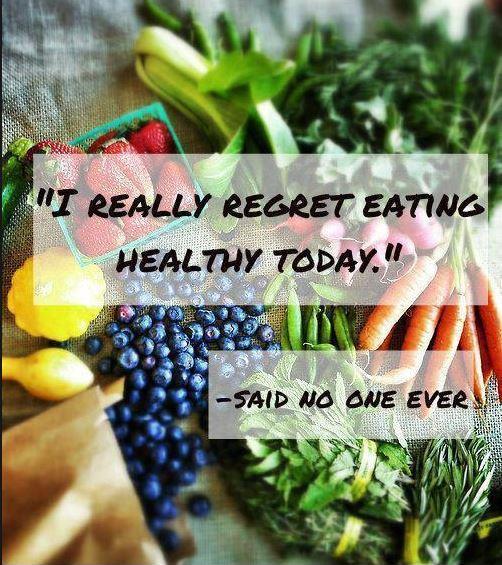 "I REALLY REGRET EATING
HEALTHY TODAY."
-SAID NO ONE EVER